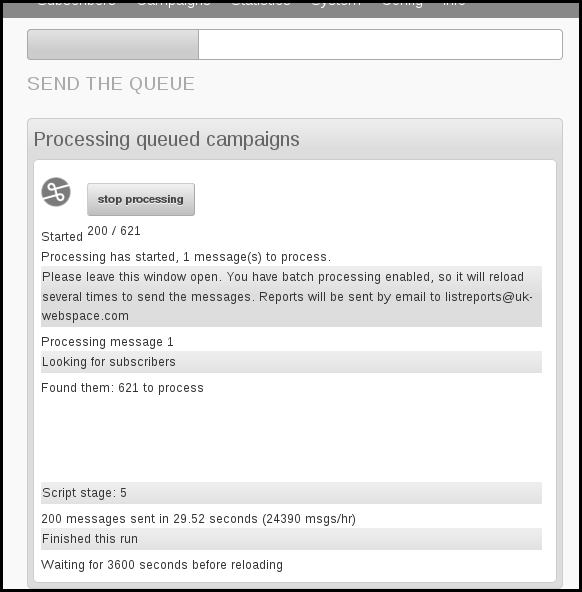 Subscribers Campaigns Statistics System Config Info
SEND THE QUEUE
Processing queued campaigns
stop processing
Started 200 / 621
Processing has started, 1 message(s) to process.
Please leave this window open. You have batch processing enabled, so it will reload
several times to send the messages. Reports will be sent by email to listreports@uk-
webspace.com
Processing message 1
Looking for subscribers
Found them: 621 to process
Script stage: 5
200 messages sent in 29.52 seconds (24390 msgs/hr)
Finished this run
Waiting for 3600 seconds before reloading